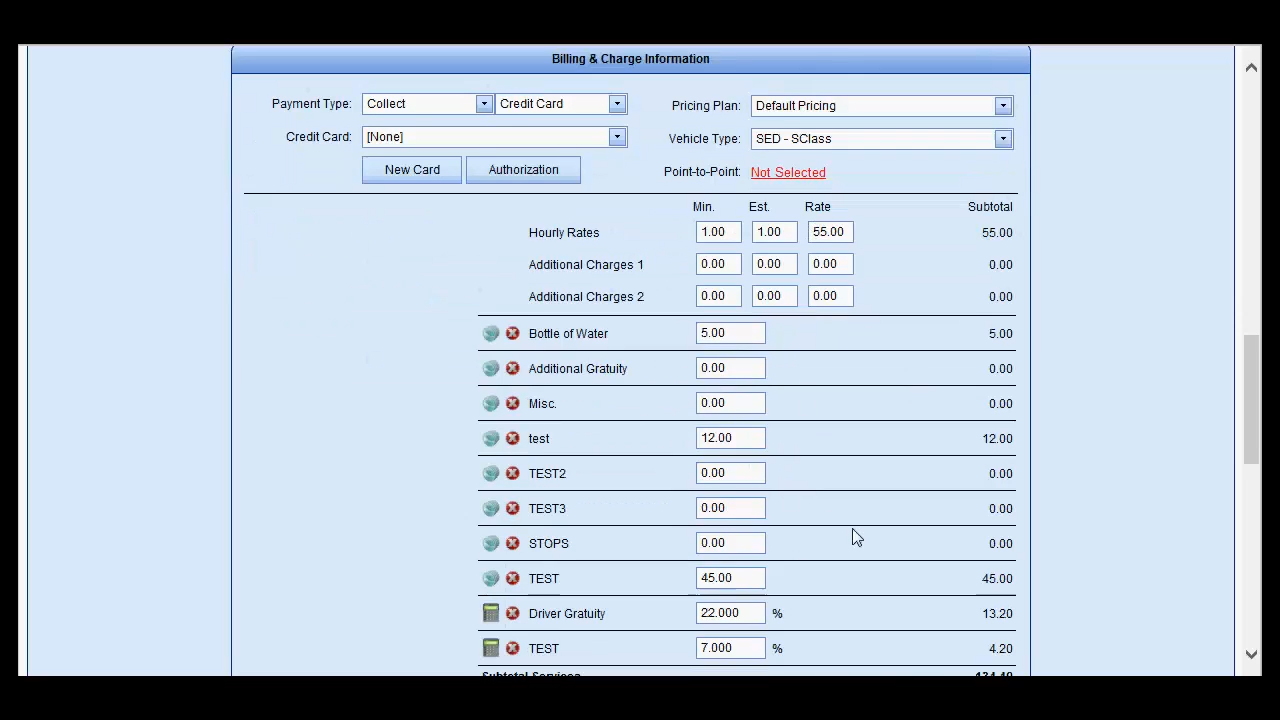 Billing & Charge Information
Payment Type: Collect Credit Card Pricing Plan: Default Pricing
Credit Card: [None] Vehicle Type: SED - SClass
New Card Authorization Point-to-Point: Not Selected
Min. Est. Rate Subtotal
Hourly Rates 1.00 1.00 55.00 55.00
Additional Charges 1 0.00 0.00 0.00 0.00
Additional Charges 2 0.00 0.00 0.00 0.00
Bottle of Water 5.00 5.00
Additional Gratuity 0.00 0.00
Misc. 0.00 0.00
test 12.00 12.00
TEST2 0.00 0.00
TEST3 0.00 0.00
STOPS 0.00 0.00
TEST 45.00 45.00
Driver Gratuity 22.000 % 13.20
TEST 7.000 % 4.20
Subtotal Services 134.40